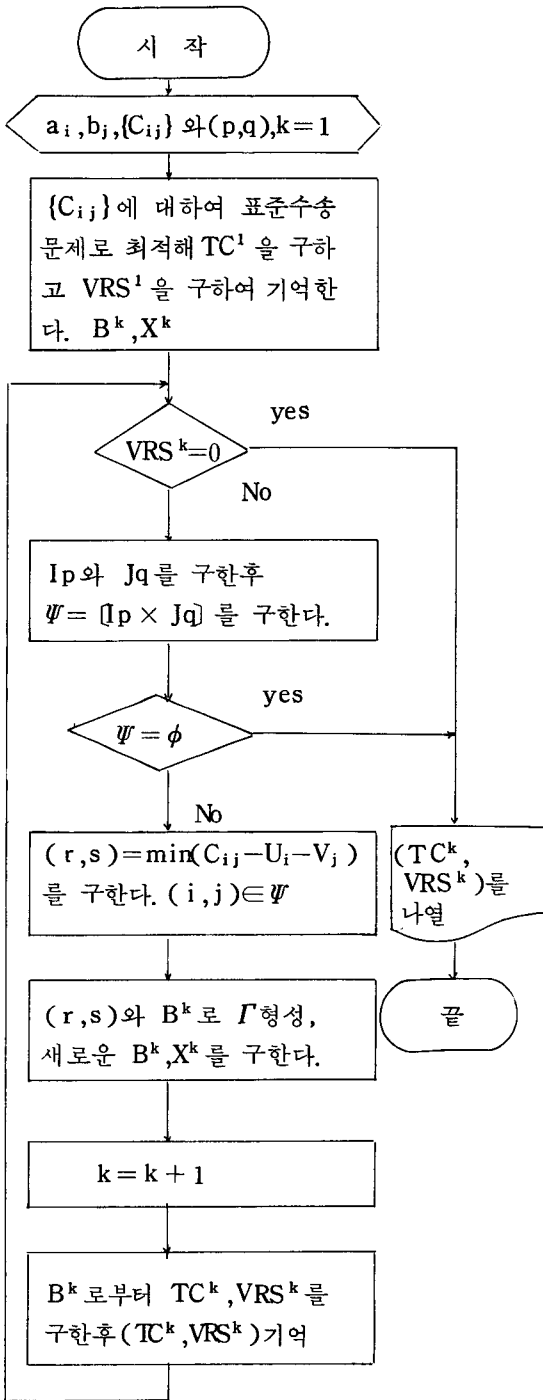 시 작
a_i,b_j,{C_ij} 와(p,q),k=1
{C_ij}에 대하여 표준수송
문제로 최적해 TC^1 을 구하
고 VRS^1 을 구하여 기억한
다. B^k,X^k
yes
VRS^k=0
No
Ip와 Jq를 구한후
Ψ= [Ip × Jq] 를 구한다.
yes
Ψ= ϕ
No
(r,s)=min(C_ij-U_i-V_j)
를 구한다. (i,j)∈Ψ
(TC^k,
VRS^k)를
나열
(r,s)와 B^k로 Γ형성,
새로운 B^k,X^k를 구한다.
끝
k=k+1
B^k로부터 TC^k,VRS^k를
구한후(TC^k,VRS^k)기억